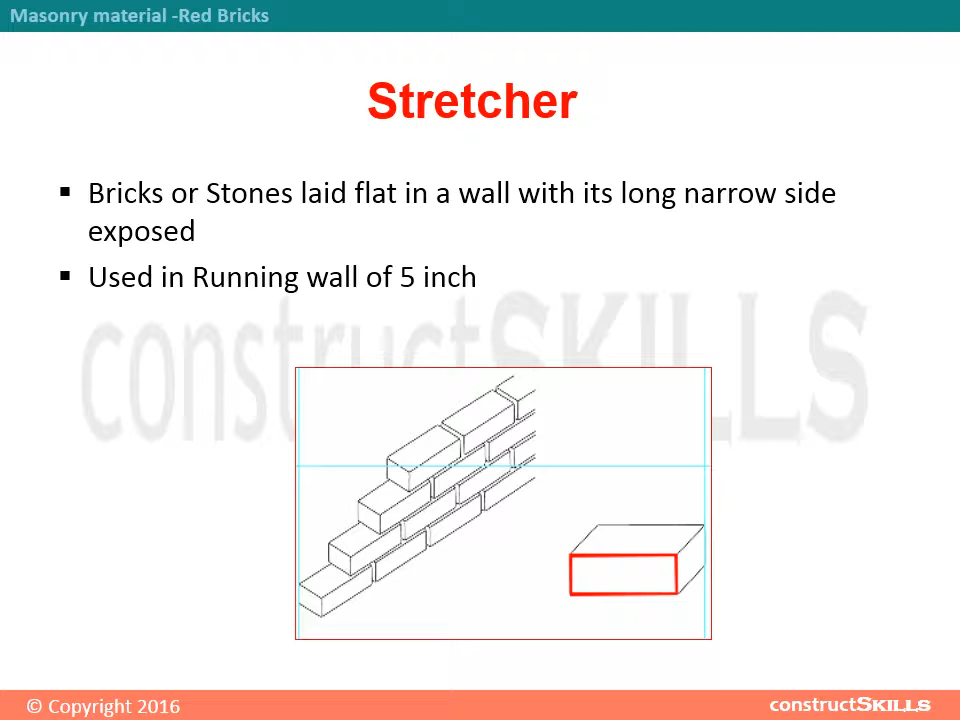 Masonry material -Red Bricks
Stretcher
▪ Bricks or Stones laid flat in a wall with its long narrow side
exposed
▪ Used in Running wall of 5 inch
constructSKILLS
© Copyright 2016
constructSKILLS